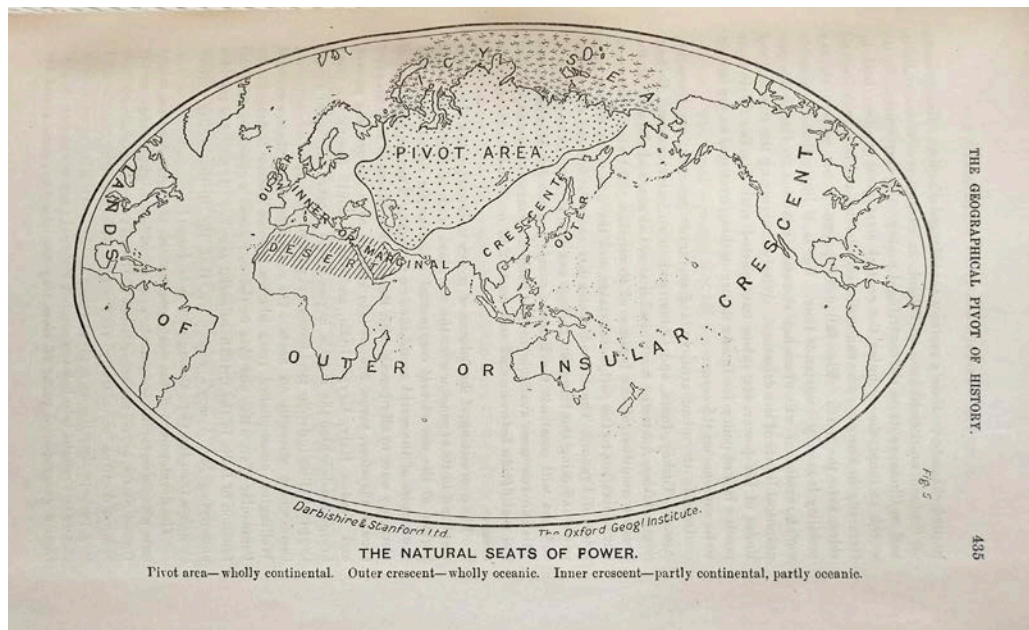 THE GEOGRAPHICAL PIVOT OF HISTORY.
435
Fig. 5
ICY SEA
PIVOT AREA
OUTER
INNER OR MARGINAL CRESCENT
OUTER
DESERT
LANDS OF OUTER OR INSULAR CRESCENT
Darbishire & Stanford Ltd.
The Oxford Geogl Institute.
THE NATURAL SEATS OF POWER.
Pivot area—wholly continental. Outer crescent—wholly oceanic. Inner crescent—partly continental, partly oceanic.